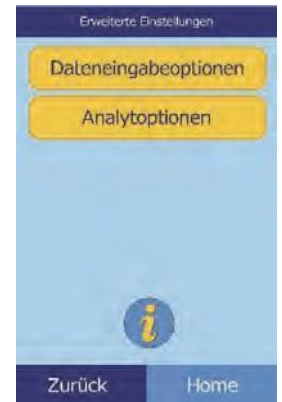 Erweiterte Einstellungen
Dateneingabeoptionen
Analytoptionen
i
Zurück
Home